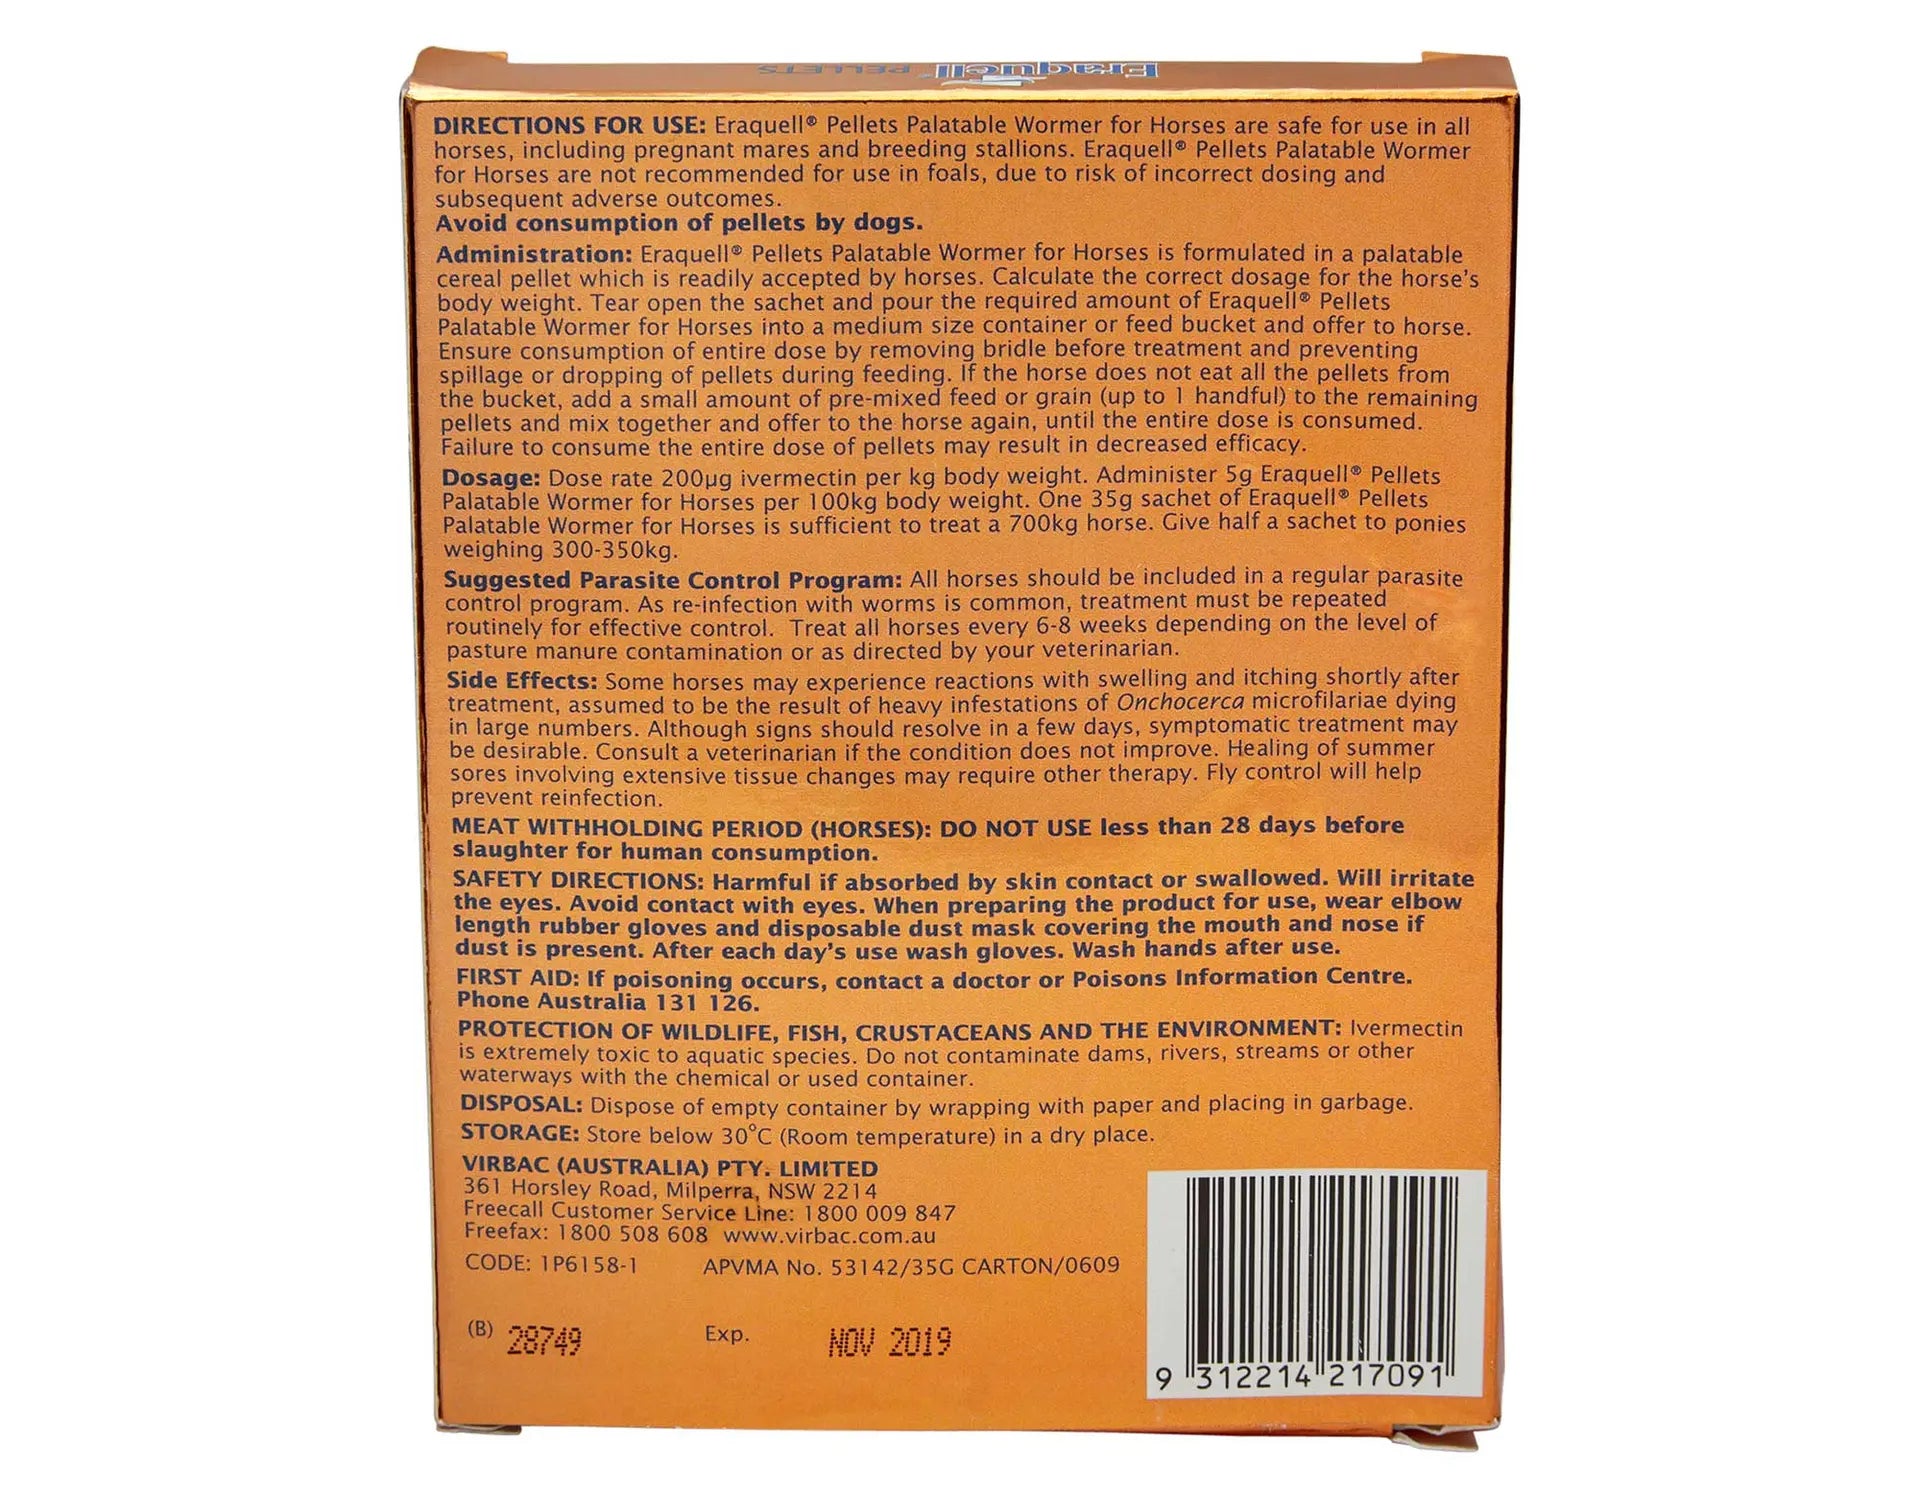 Eraquell® PELLETS
DIRECTIONS FOR USE: Eraquell® Pellets Palatable Wormer for Horses are safe for use in all
horses, including pregnant mares and breeding stallions. Eraquell® Pellets Palatable Wormer
for Horses are not recommended for use in foals, due to risk of incorrect dosing and
subsequent adverse outcomes.
Avoid consumption of pellets by dogs.
Administration: Eraquell® Pellets Palatable Wormer for Horses is formulated in a palatable
cereal pellet which is readily accepted by horses. Calculate the correct dosage for the horse's
body weight. Tear open the sachet and pour the required amount of Eraquell® Pellets
Palatable Wormer for Horses into a medium size container or feed bucket and offer to horse.
Ensure consumption of entire dose by removing bridle before treatment and preventing
spillage or dropping of pellets during feeding. If the horse does not eat all the pellets from
the bucket, add a small amount of pre-mixed feed or grain (up to 1 handful) to the remaining
pellets and mix together and offer to the horse again, until the entire dose is consumed.
Failure to consume the entire dose of pellets may result in decreased efficacy.
Dosage: Dose rate 200µg ivermectin per kg body weight. Administer 5g Eraquell® Pellets
Palatable Wormer for Horses per 100kg body weight. One 35g sachet of Eraquell® Pellets
Palatable Wormer for Horses is sufficient to treat a 700kg horse. Give half a sachet to ponies
weighing 300-350kg.
Suggested Parasite Control Program: All horses should be included in a regular parasite
control program. As re-infection with worms is common, treatment must be repeated
routinely for effective control. Treat all horses every 6-8 weeks depending on the level of
pasture manure contamination or as directed by your veterinarian.
Side Effects: Some horses may experience reactions with swelling and itching shortly after
treatment, assumed to be the result of heavy infestations of Onchocerca microfilariae dying
in large numbers. Although signs should resolve in a few days, symptomatic treatment may
be desirable. Consult a veterinarian if the condition does not improve. Healing of summer
sores involving extensive tissue changes may require other therapy. Fly control will help
prevent reinfection.
MEAT WITHHOLDING PERIOD (HORSES): DO NOT USE less than 28 days before
slaughter for human consumption.
SAFETY DIRECTIONS: Harmful if absorbed by skin contact or swallowed. Will irritate
the eyes. Avoid contact with eyes. When preparing the product for use, wear elbow
length rubber gloves and disposable dust mask covering the mouth and nose if
dust is present. After each day's use wash gloves. Wash hands after use.
FIRST AID: If poisoning occurs, contact a doctor or Poisons Information Centre.
Phone Australia 131 126.
PROTECTION OF WILDLIFE, FISH, CRUSTACEANS AND THE ENVIRONMENT: Ivermectin
is extremely toxic to aquatic species. Do not contaminate dams, rivers, streams or other
waterways with the chemical or used container.
DISPOSAL: Dispose of empty container by wrapping with paper and placing in garbage.
STORAGE: Store below 30°C (Room temperature) in a dry place.
VIRBAC (AUSTRALIA) PTY. LIMITED
361 Horsley Road, Milperra, NSW 2214
Freecall Customer Service Line: 1800 009 847
Freefax: 1800 508 608 www.virbac.com.au
CODE: 1P6158-1 APVMA No. 53142/35G CARTON/0609
(B) 28749 Exp. NOV 2019
9 312214 217091